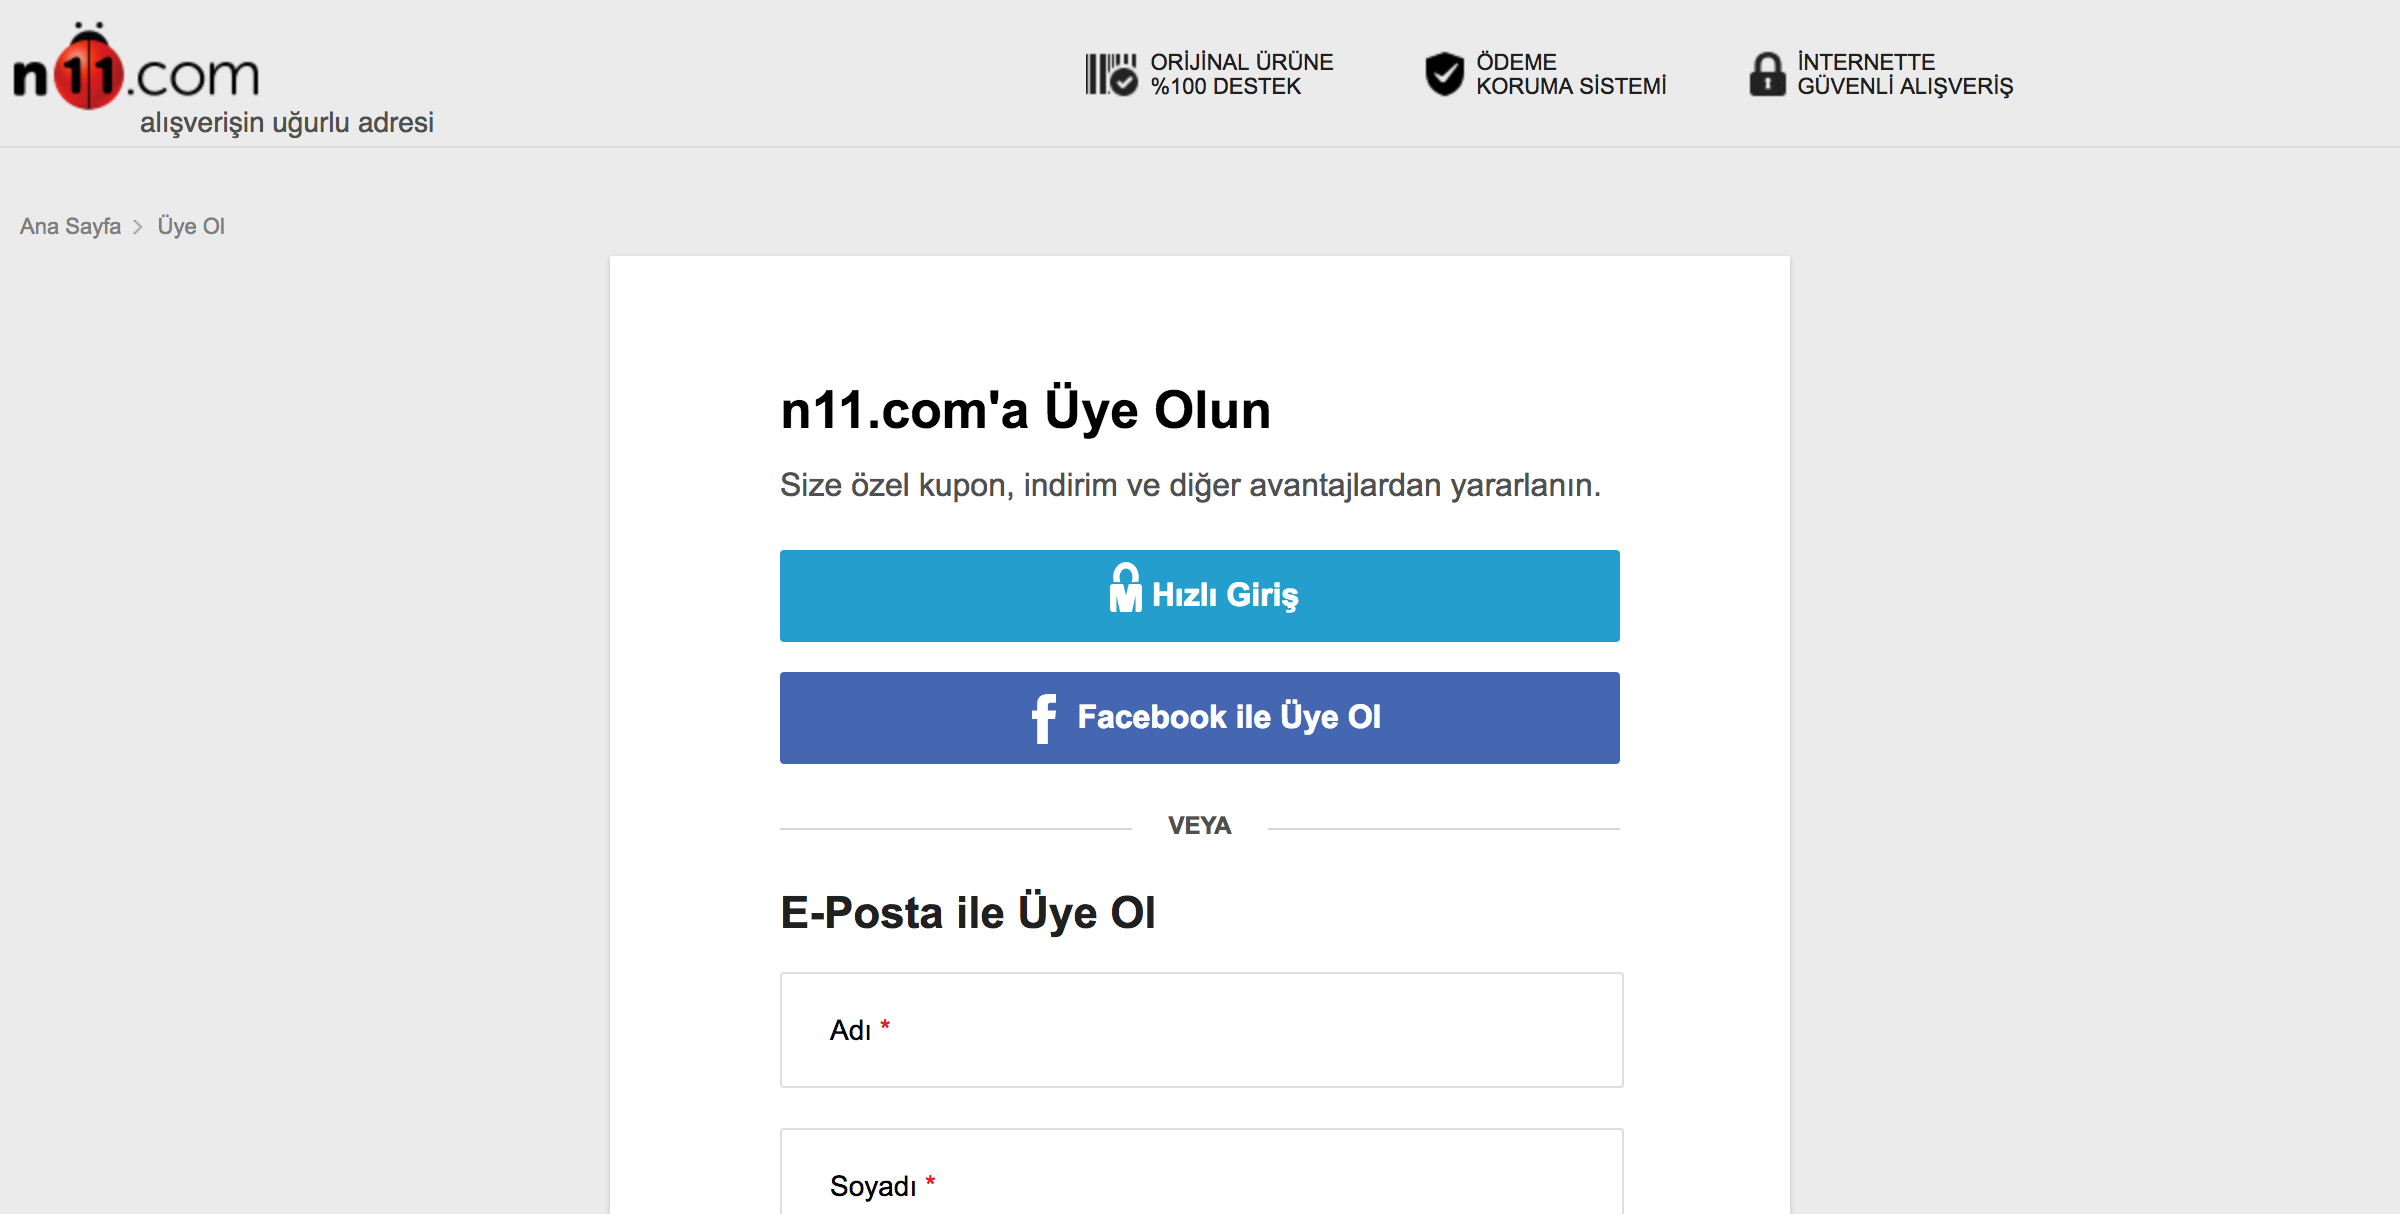 n11.com
alışverişin uğurlu adresi
ORİJİNAL ÜRÜNE
%100 DESTEK
ÖDEME
KORUMA SİSTEMİ
İNTERNETTE
GÜVENLİ ALIŞVERİŞ
Ana Sayfa > Üye Ol
n11.com'a Üye Olun
Size özel kupon, indirim ve diğer avantajlardan yararlanın.
Hızlı Giriş
Facebook ile Üye Ol
VEYA
E-Posta ile Üye Ol
Adı *
Soyadı *